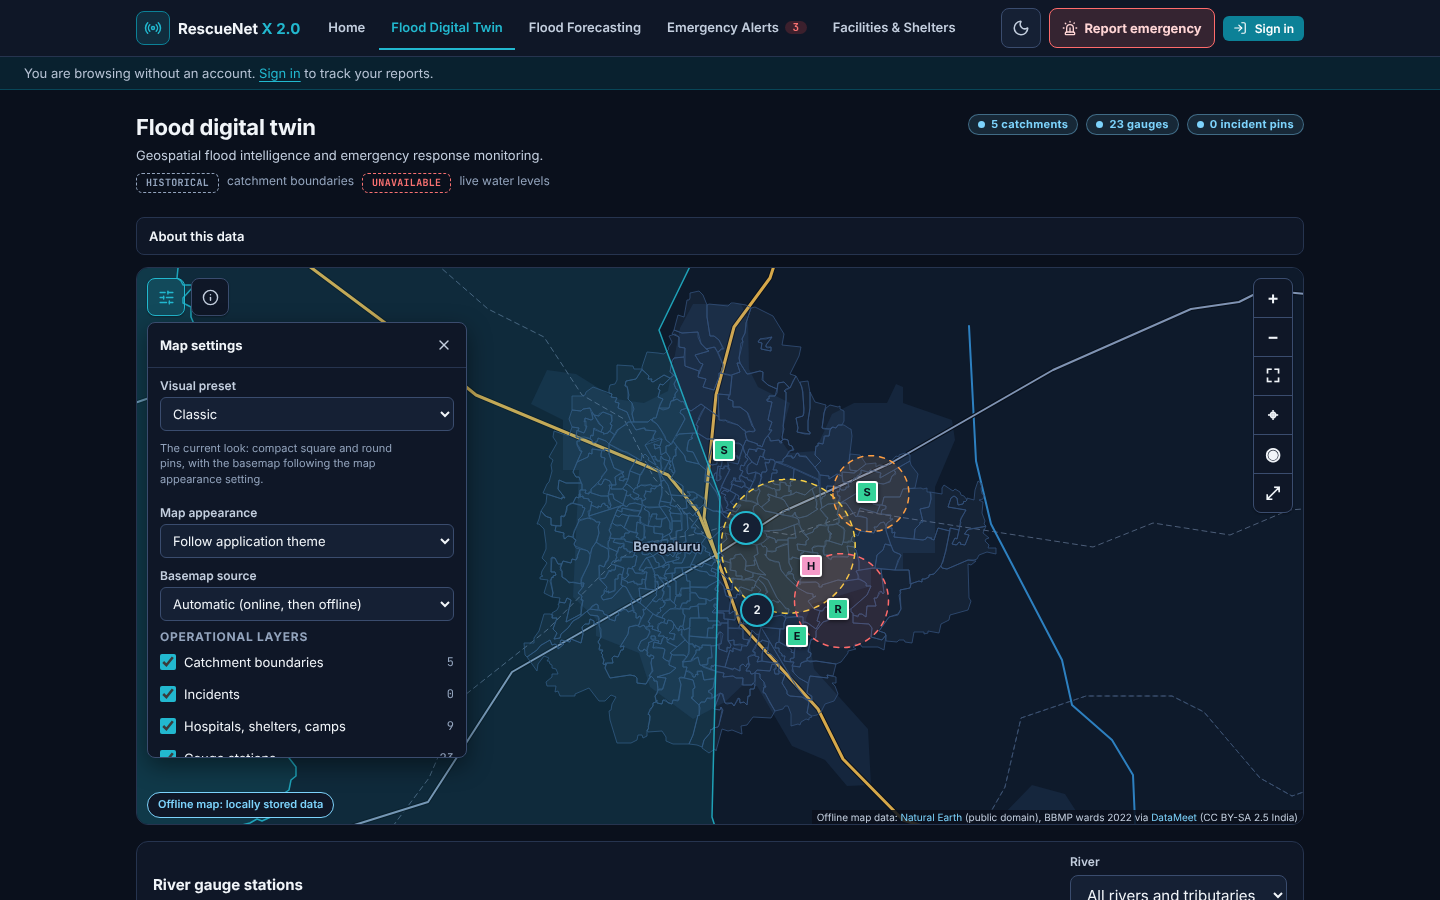 RescueNet X 2.0
Home
Flood Digital Twin
Flood Forecasting
Emergency Alerts 3
Facilities & Shelters
Report emergency
Sign in
You are browsing without an account. Sign in to track your reports.
Flood digital twin
5 catchments
23 gauges
0 incident pins
Geospatial flood intelligence and emergency response monitoring.
HISTORICAL catchment boundaries UNAVAILABLE live water levels
About this data
Map settings
Visual preset
Classic
The current look: compact square and round
pins, with the basemap following the map
appearance setting.
Map appearance
Follow application theme
Basemap source
Automatic (online, then offline)
OPERATIONAL LAYERS
Catchment boundaries 5
Incidents 0
Hospitals, shelters, camps 9
Gauge stations 23
S
S
2
Bengaluru
H
2
R
E
+
−
Offline map: locally stored data
Offline map data: Natural Earth (public domain), BBMP wards 2022 via DataMeet (CC BY-SA 2.5 India)
River
River gauge stations
All rivers and tributaries